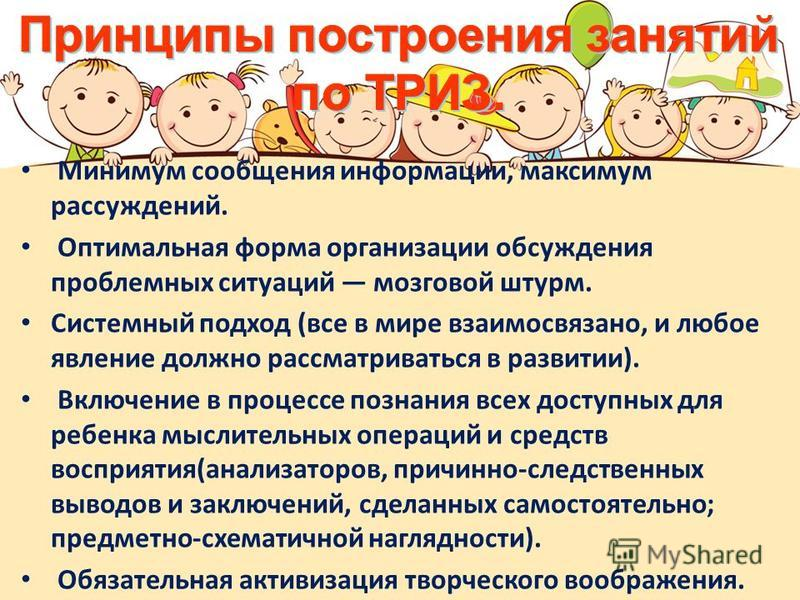 Принципы построения занятий
по ТРИЗ.
• Минимум сообщения информации, максимум
рассуждений.
• Оптимальная форма организации обсуждения
проблемных ситуаций — мозговой штурм.
• Системный подход (все в мире взаимосвязано, и любое
явление должно рассматриваться в развитии).
• Включение в процессе познания всех доступных для
ребенка мыслительных операций и средств
восприятия(анализаторов, причинно-следственных
выводов и заключений, сделанных самостоятельно;
предметно-схематичной наглядности).
• Обязательная активизация творческого воображения.
MyShared